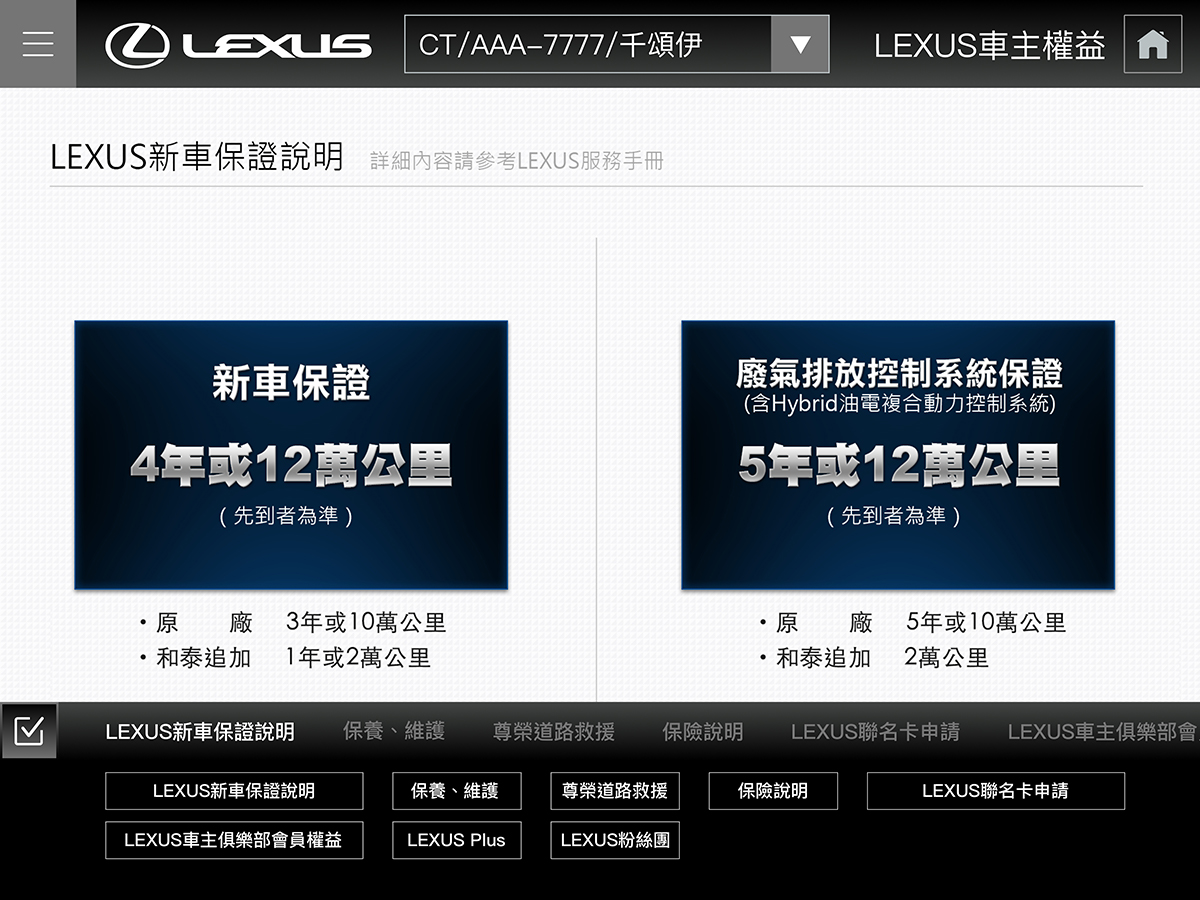 LEXUS
CT/AAA-7777/千頌伊
LEXUS車主權益
LEXUS新車保證說明 詳細內容請參考LEXUS服務手冊
新車保證
4年或12萬公里
(先到者為準)
・原 廠 3年或10萬公里
・和泰追加 1年或2萬公里
廢氣排放控制系統保證
(含Hybrid油電複合動力控制系統)
5年或12萬公里
(先到者為準)
・原 廠 5年或10萬公里
・和泰追加 2萬公里
LEXUS新車保證說明 保養、維護 尊榮道路救援 保險說明 LEXUS聯名卡申請 LEXUS車主俱樂部會
LEXUS新車保證說明 保養、維護 尊榮道路救援 保險說明 LEXUS聯名卡申請
LEXUS車主俱樂部會員權益 LEXUS Plus LEXUS粉絲團